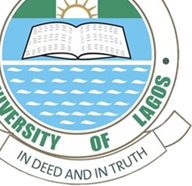 UNIVERSITY OF LAGOS
IN DEED AND IN TRUTH